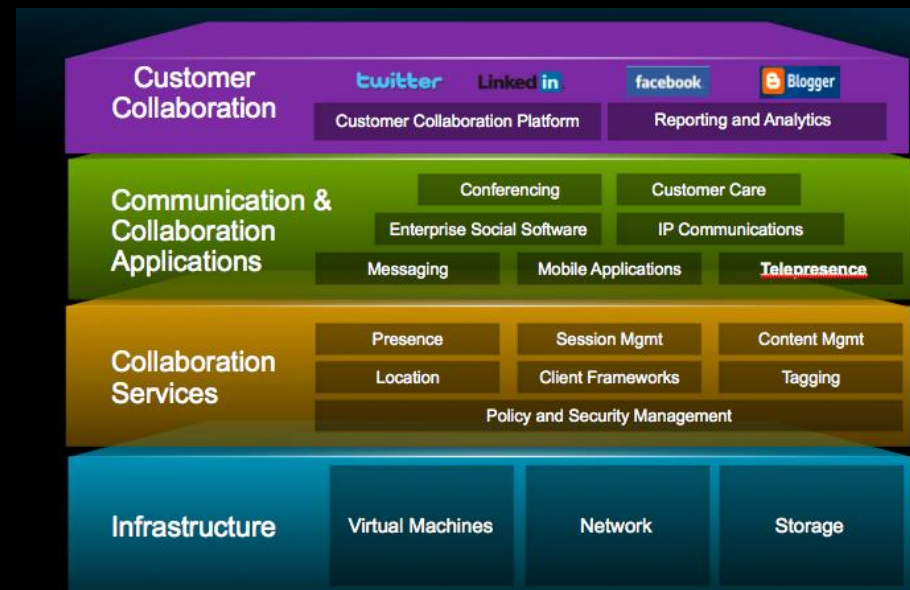 Customer
Collaboration
twitter Linked in facebook Blogger
Customer Collaboration Platform Reporting and Analytics
Communication &
Collaboration
Applications
Conferencing Customer Care
Enterprise Social Software IP Communications
Messaging Mobile Applications Telepresence
Collaboration
Services
Presence Session Mgmt Content Mgmt
Location Client Frameworks Tagging
Policy and Security Management
Infrastructure Virtual Machines Network Storage